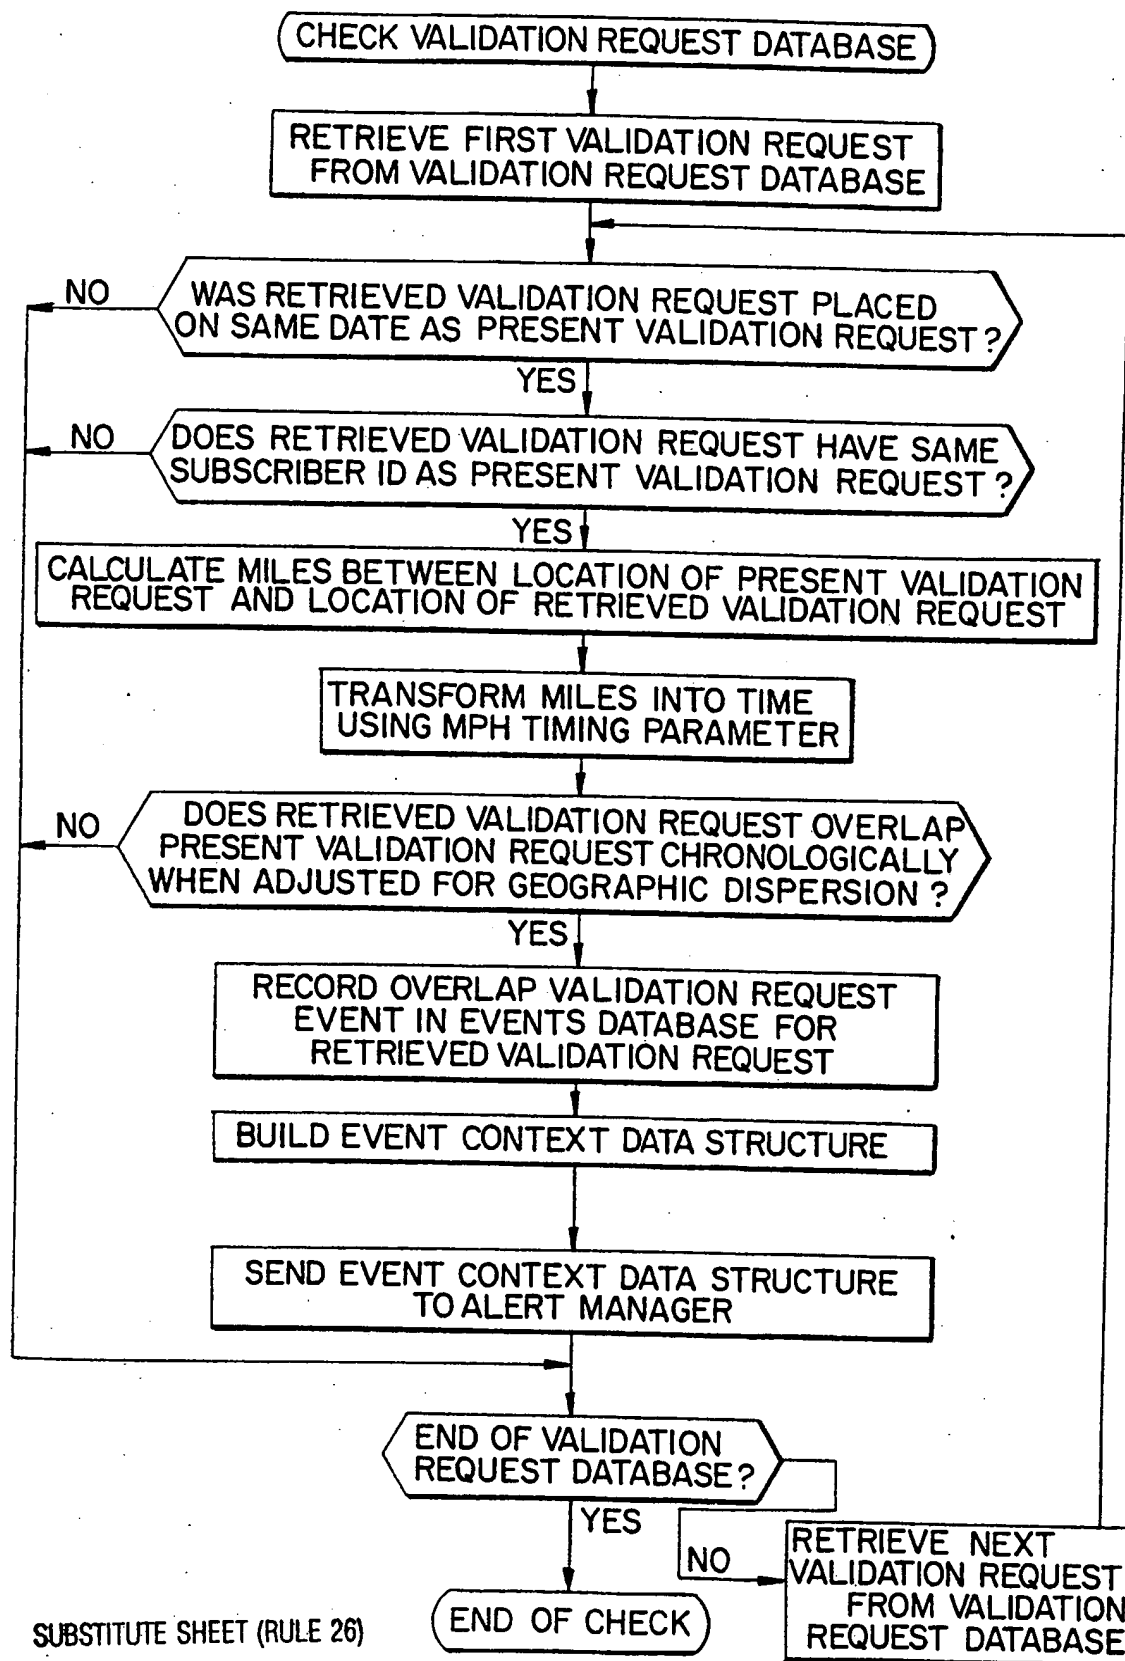 CHECK VALIDATION REQUEST DATABASE
RETRIEVE FIRST VALIDATION REQUEST
FROM VALIDATION REQUEST DATABASE
NO
WAS RETRIEVED VALIDATION REQUEST PLACED
ON SAME DATE AS PRESENT VALIDATION REQUEST?
YES
NO
DOES RETRIEVED VALIDATION REQUEST HAVE SAME
SUBSCRIBER ID AS PRESENT VALIDATION REQUEST?
YES
CALCULATE MILES BETWEEN LOCATION OF PRESENT VALIDATION
REQUEST AND LOCATION OF RETRIEVED VALIDATION REQUEST
TRANSFORM MILES INTO TIME
USING MPH TIMING PARAMETER
NO
DOES RETRIEVED VALIDATION REQUEST OVERLAP
PRESENT VALIDATION REQUEST CHRONOLOGICALLY
WHEN ADJUSTED FOR GEOGRAPHIC DISPERSION?
YES
RECORD OVERLAP VALIDATION REQUEST
EVENT IN EVENTS DATABASE FOR
RETRIEVED VALIDATION REQUEST
BUILD EVENT CONTEXT DATA STRUCTURE
SEND EVENT CONTEXT DATA STRUCTURE
TO ALERT MANAGER
END OF VALIDATION
REQUEST DATABASE?
YES
NO
RETRIEVE NEXT
VALIDATION REQUEST
FROM VALIDATION
REQUEST DATABASE
END OF CHECK
SUBSTITUTE SHEET (RULE 26)